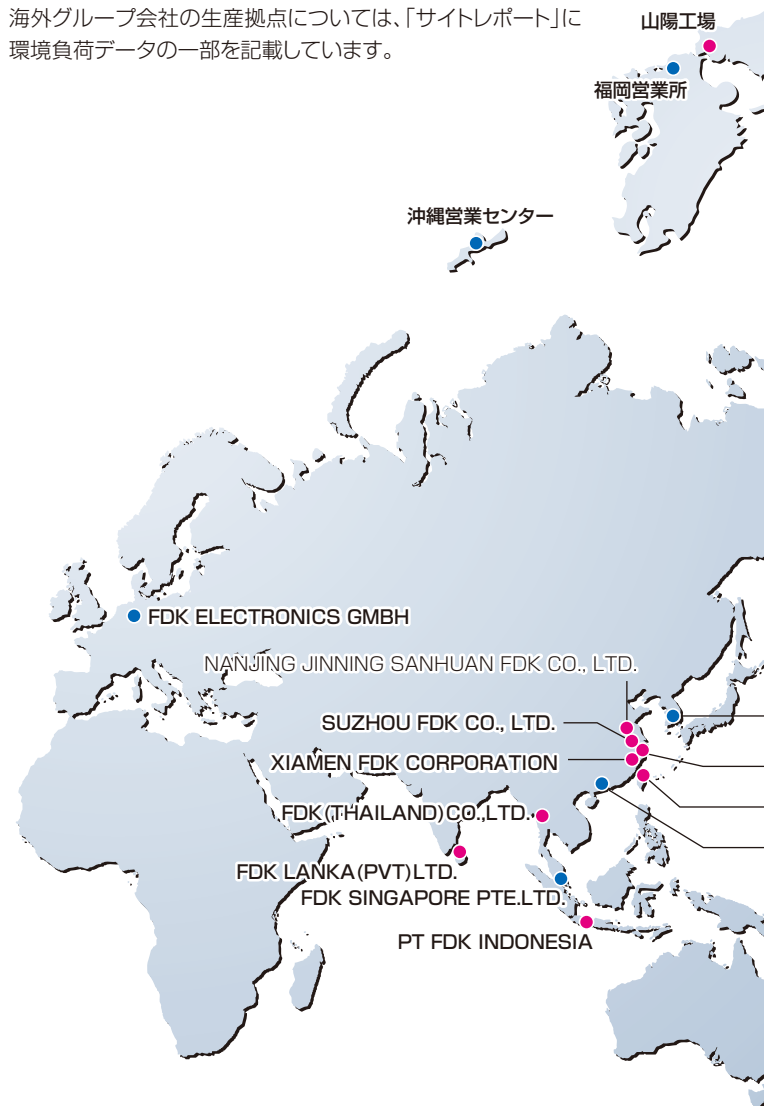 海外グループ会社の生産拠点については、「サイトレポート」に
環境負荷データの一部を記載しています。
山陽工場
福岡営業所
沖縄営業センター
FDK ELECTRONICS GMBH
NANJING JINNING SANHUAN FDK CO., LTD.
SUZHOU FDK CO., LTD.
XIAMEN FDK CORPORATION
FDK(THAILAND)CO.,LTD.
FDK LANKA(PVT)LTD.
FDK SINGAPORE PTE.LTD.
PT FDK INDONESIA